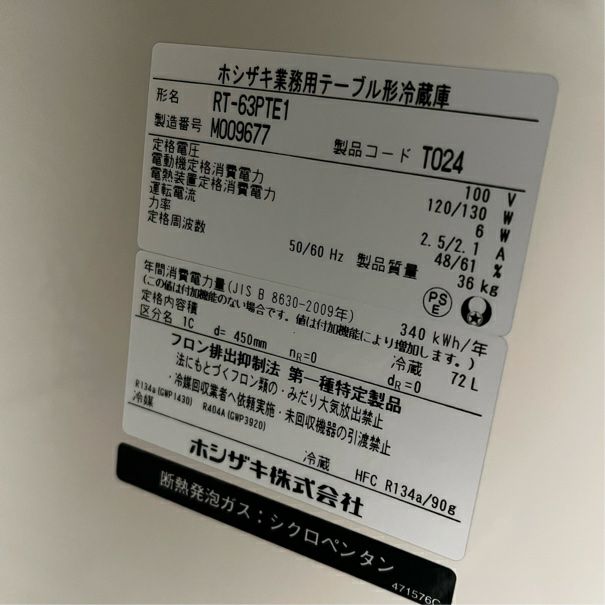 ホシザキ業務用テーブル形冷蔵庫
形名 RT-63PTE1
製造番号 M009677 製品コード T024
定格電圧 100 V
電動機定格消費電力 120/130 W
電熱装置定格消費電力 6 W
運転電流 2.5/2.1 A
力率 48/61 %
定格周波数 50/60 Hz 製品質量 36 kg
PS
E
年間消費電力量(JIS B 8630-2009年) 340 kWh/年
(この値は付加機能のない場合です。値は付加機能により増加します。)
定格内容積 冷蔵 72 L
区分名 1C d= 450mm nR=0 dR=0
フロン排出抑制法 第一種特定製品
法にもとづくフロン類の・みだり大気放出禁止
・冷媒回収業者へ依頼実施・未回収機器の引渡禁止
R134a(GWP1430) R404A(GWP3920)
冷媒 冷蔵 HFC R134a/90g
ホシザキ株式会社
断熱発泡ガス：シクロペンタン
471576C